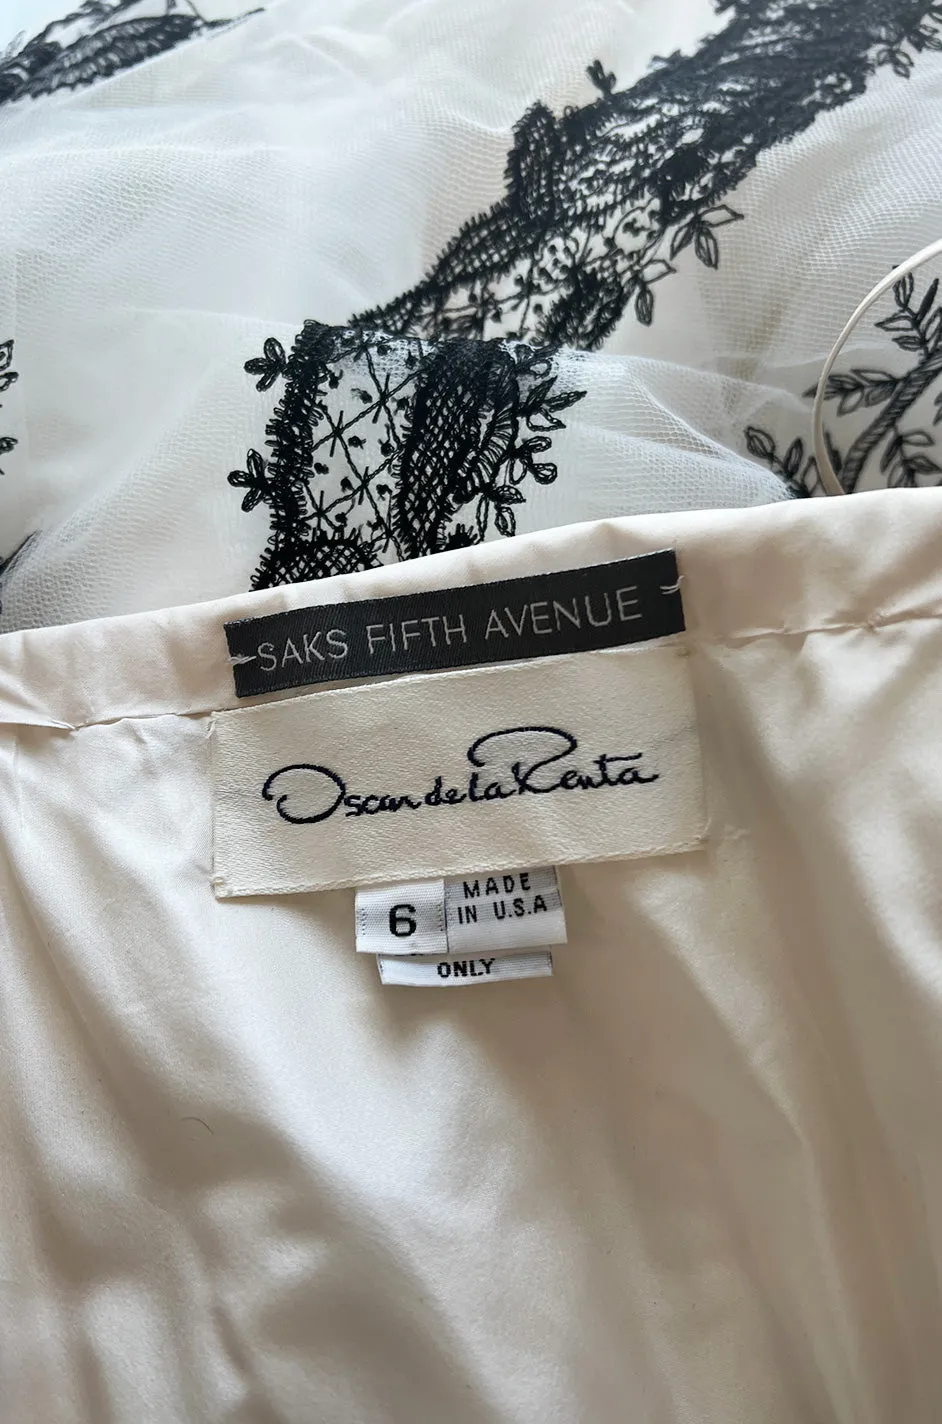 SAKS FIFTH AVENUE
Oscar de la Renta
6
MADE
IN U.S.A
ONLY